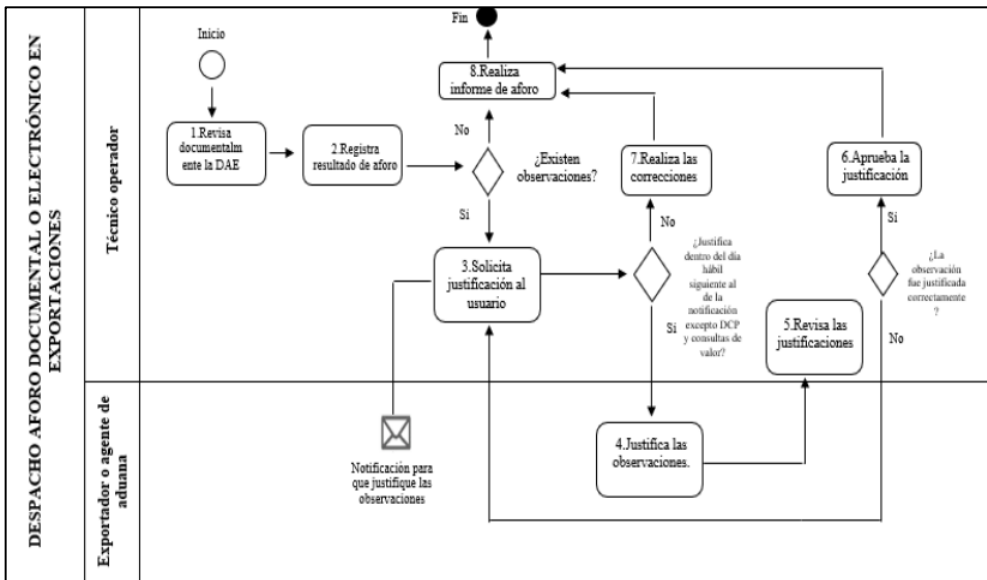 DESPACHO AFORO DOCUMENTAL O ELECTRÓNICO EN
EXPORTACIONES
Técnico operador
Exportador o agente de
aduana
Inicio
Fin
1.Revisa
documentalm
ente la DAE
2.Registra
resultado de aforo
8.Realiza
informe de aforo
No
¿Existen
observaciones?
Si
3.Solicita
justificación al
usuario
7.Realiza las
correcciones
No
¿Justifica
dentro del día
hábil
siguiente al
de la
notificación
excepto DCP
y consultas de
valor?
Sí
6.Aprueba la
justificación
Sí
¿La
observación
fue justificada
correctamente
?
No
5.Revisa las
justificaciones
Notificación para
que justifique las
observaciones
4.Justifica las
observaciones.